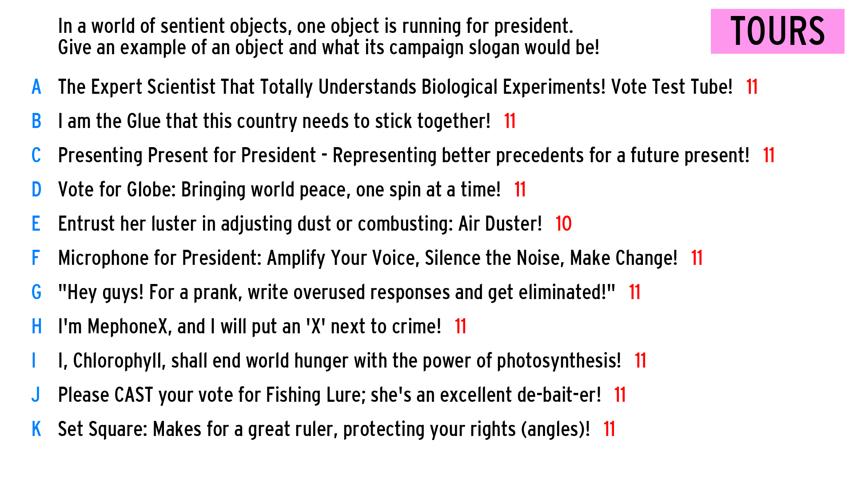 In a world of sentient objects, one object is running for president.
Give an example of an object and what its campaign slogan would be!
TOURS
A The Expert Scientist That Totally Understands Biological Experiments! Vote Test Tube! 11
B I am the Glue that this country needs to stick together! 11
C Presenting Present for President - Representing better precedents for a future present! 11
D Vote for Globe: Bringing world peace, one spin at a time! 11
E Entrust her luster in adjusting dust or combusting: Air Duster! 10
F Microphone for President: Amplify Your Voice, Silence the Noise, Make Change! 11
G "Hey guys! For a prank, write overused responses and get eliminated!" 11
H I'm MephoneX, and I will put an 'X' next to crime! 11
I I, Chlorophyll, shall end world hunger with the power of photosynthesis! 11
J Please CAST your vote for Fishing Lure; she's an excellent de-bait-er! 11
K Set Square: Makes for a great ruler, protecting your rights (angles)! 11